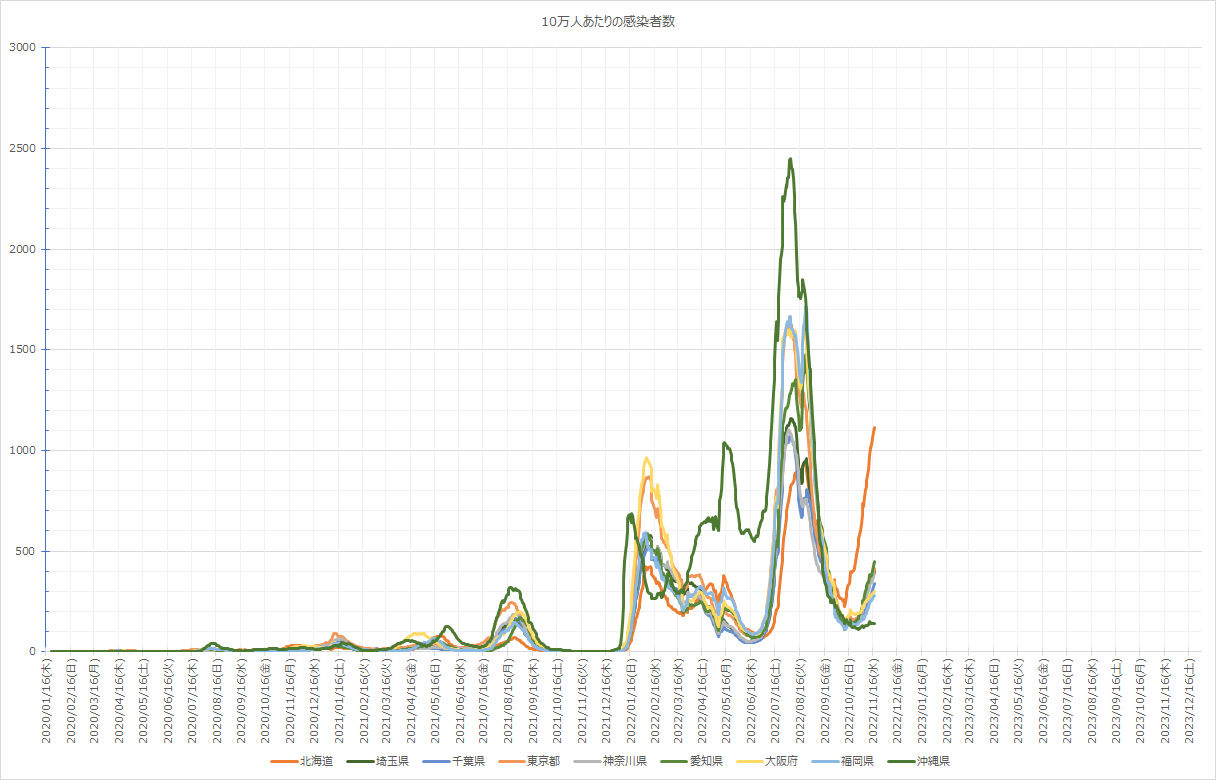 10万人あたりの感染者数
3000
2500
2000
1500
1000
500
0
2020/01/16(木)
2020/02/16(日)
2020/03/16(月)
2020/04/16(木)
2020/05/16(土)
2020/06/16(火)
2020/07/16(木)
2020/08/16(日)
2020/09/16(水)
2020/10/16(金)
2020/11/16(月)
2020/12/16(水)
2021/01/16(土)
2021/02/16(火)
2021/03/16(火)
2021/04/16(金)
2021/05/16(日)
2021/06/16(水)
2021/07/16(金)
2021/08/16(月)
2021/09/16(木)
2021/10/16(土)
2021/11/16(火)
2021/12/16(木)
2022/01/16(日)
2022/02/16(水)
2022/03/16(水)
2022/04/16(土)
2022/05/16(月)
2022/06/16(木)
2022/07/16(土)
2022/08/16(火)
2022/09/16(金)
2022/10/16(日)
2022/11/16(水)
2022/12/16(金)
2023/01/16(月)
2023/02/16(木)
2023/03/16(木)
2023/04/16(日)
2023/05/16(火)
2023/06/16(金)
2023/07/16(日)
2023/08/16(水)
2023/09/16(土)
2023/10/16(月)
2023/11/16(木)
2023/12/16(土)
北海道 埼玉県 千葉県 東京都 神奈川県 愛知県 大阪府 福岡県 沖縄県